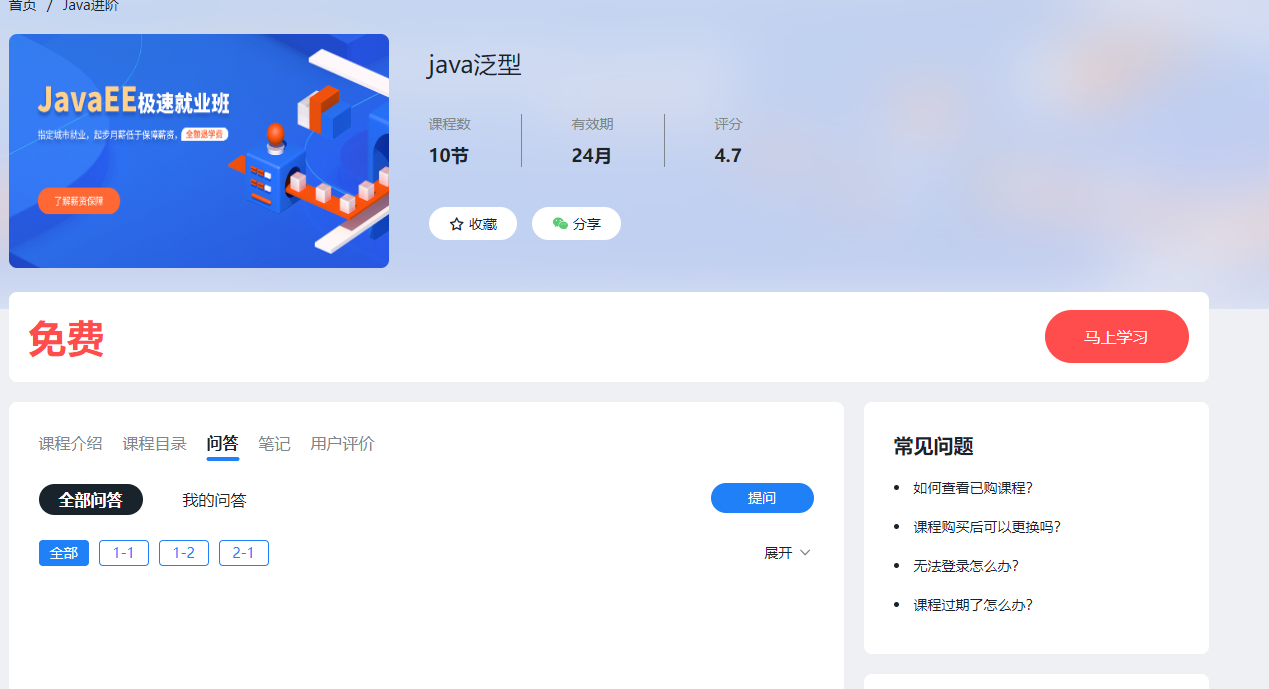 首页 / Java进阶
JavaEE极速就业班
指定城市就业，起步月薪低于保障薪资，全额退学费
了解薪资保障
java泛型
课程数 有效期 评分
10节 24月 4.7
收藏 分享
免费
马上学习
课程介绍 课程目录 问答 笔记 用户评价
全部问答 我的问答 提问
全部 1-1 1-2 2-1 展开
常见问题
• 如何查看已购课程？
• 课程购买后可以更换吗？
• 无法登录怎么办？
• 课程过期了怎么办？